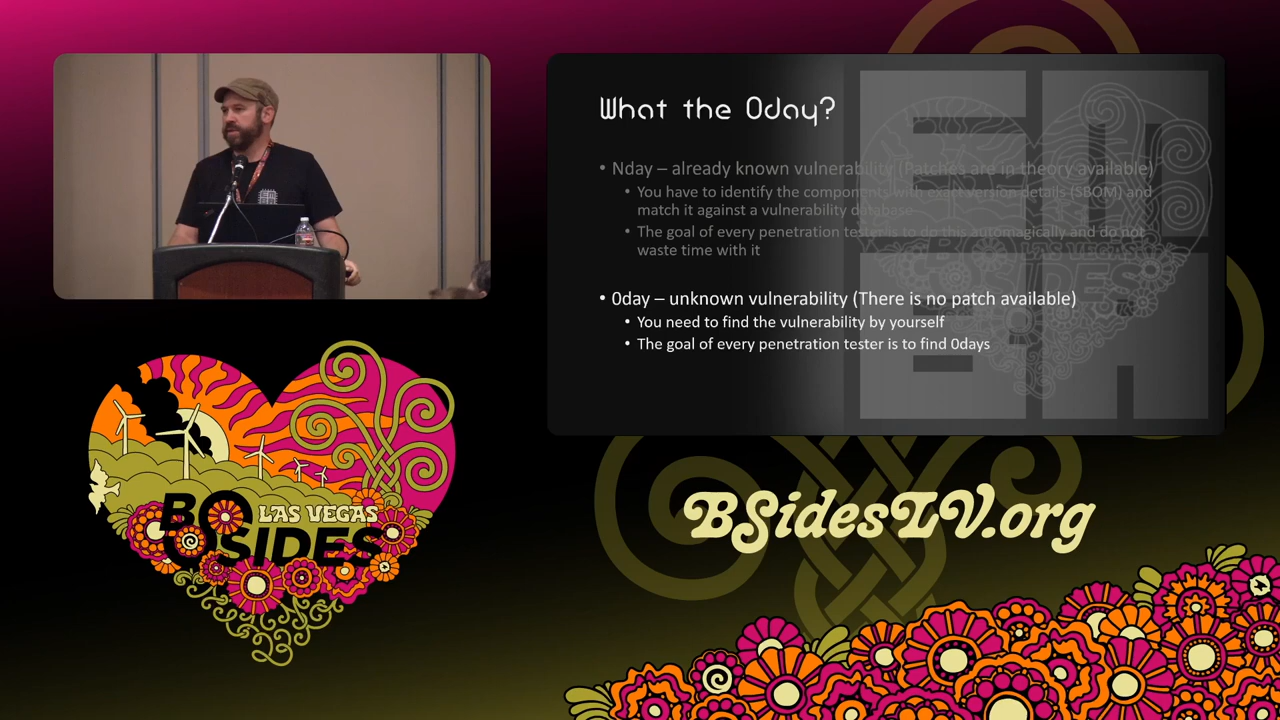 What the 0day?
• Nday – already known vulnerability (Patches are in theory available)
• You have to identify the components with exact version details (SBOM) and
match it against a vulnerability database
• The goal of every penetration tester is to do this automagically and do not
waste time with it
• 0day – unknown vulnerability (There is no patch available)
• You need to find the vulnerability by yourself
• The goal of every penetration tester is to find 0days
LAS VEGAS
BSIDES
BSidesLV.org